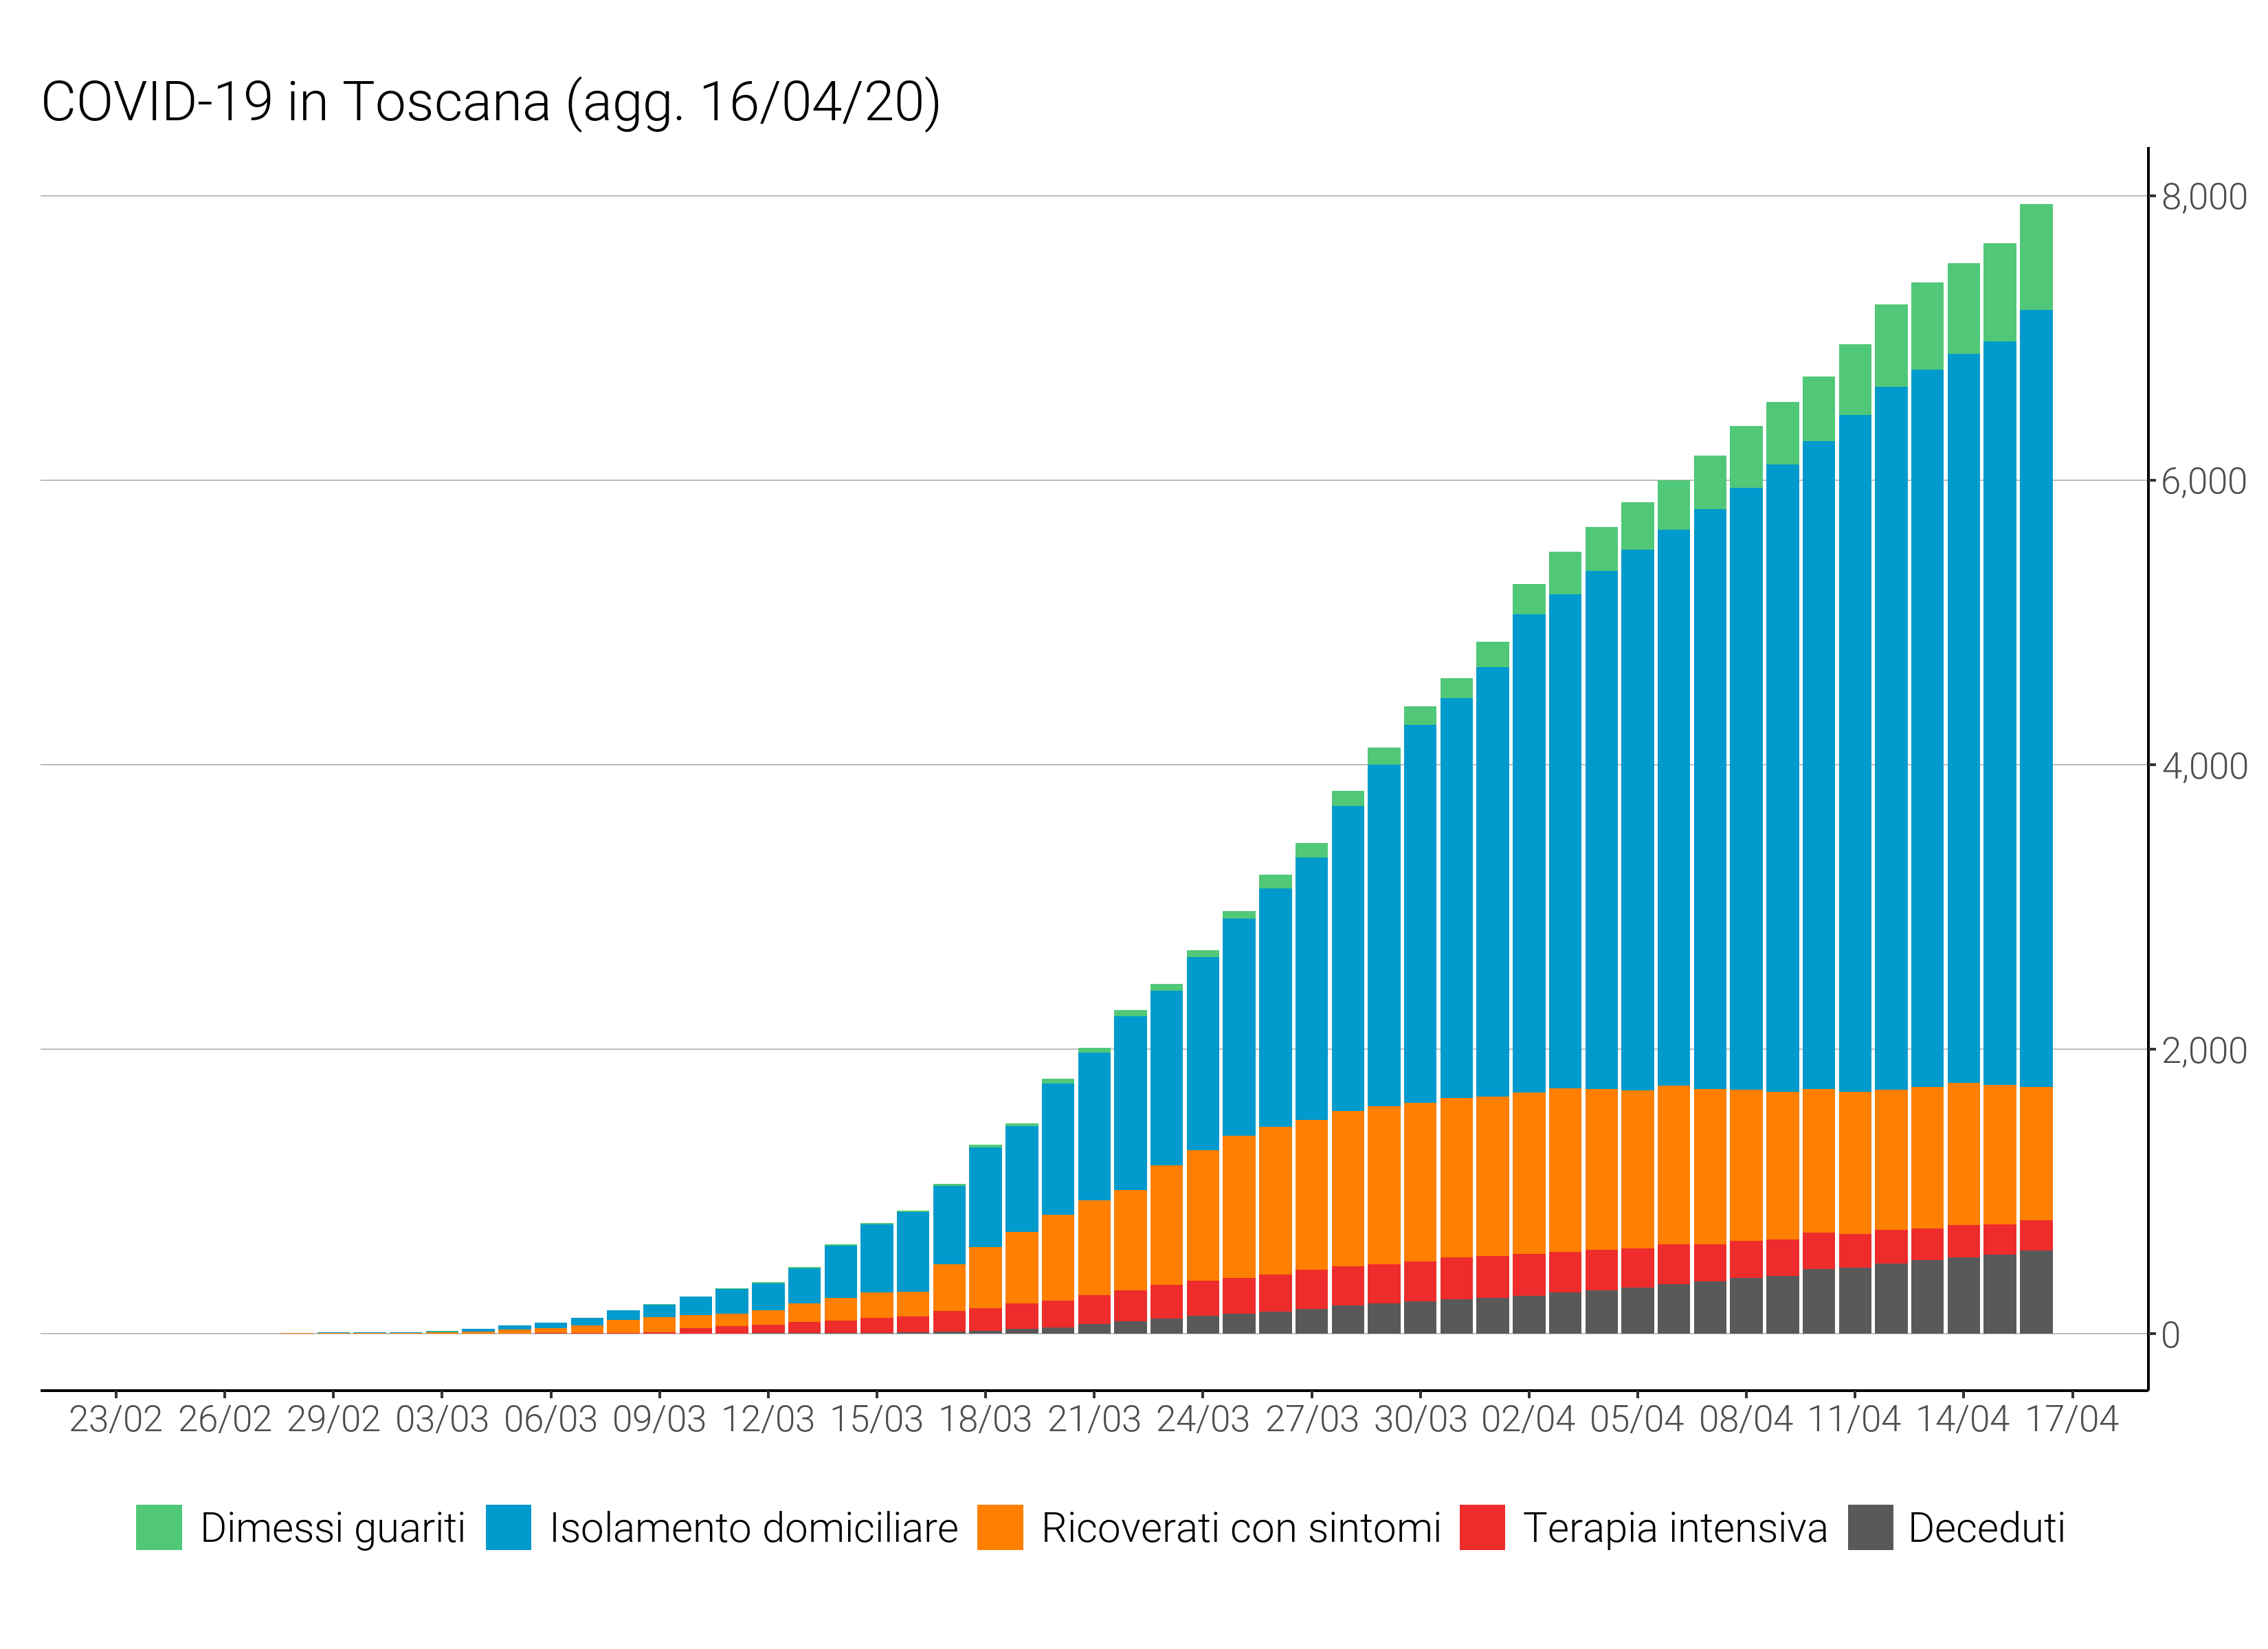 COVID-19 in Toscana (agg. 16/04/20)
8,000
6,000
4,000
2,000
0
23/02 26/02 29/02 03/03 06/03 09/03 12/03 15/03 18/03 21/03 24/03 27/03 30/03 02/04 05/04 08/04 11/04 14/04 17/04
Dimessi guariti Isolamento domiciliare Ricoverati con sintomi Terapia intensiva Deceduti